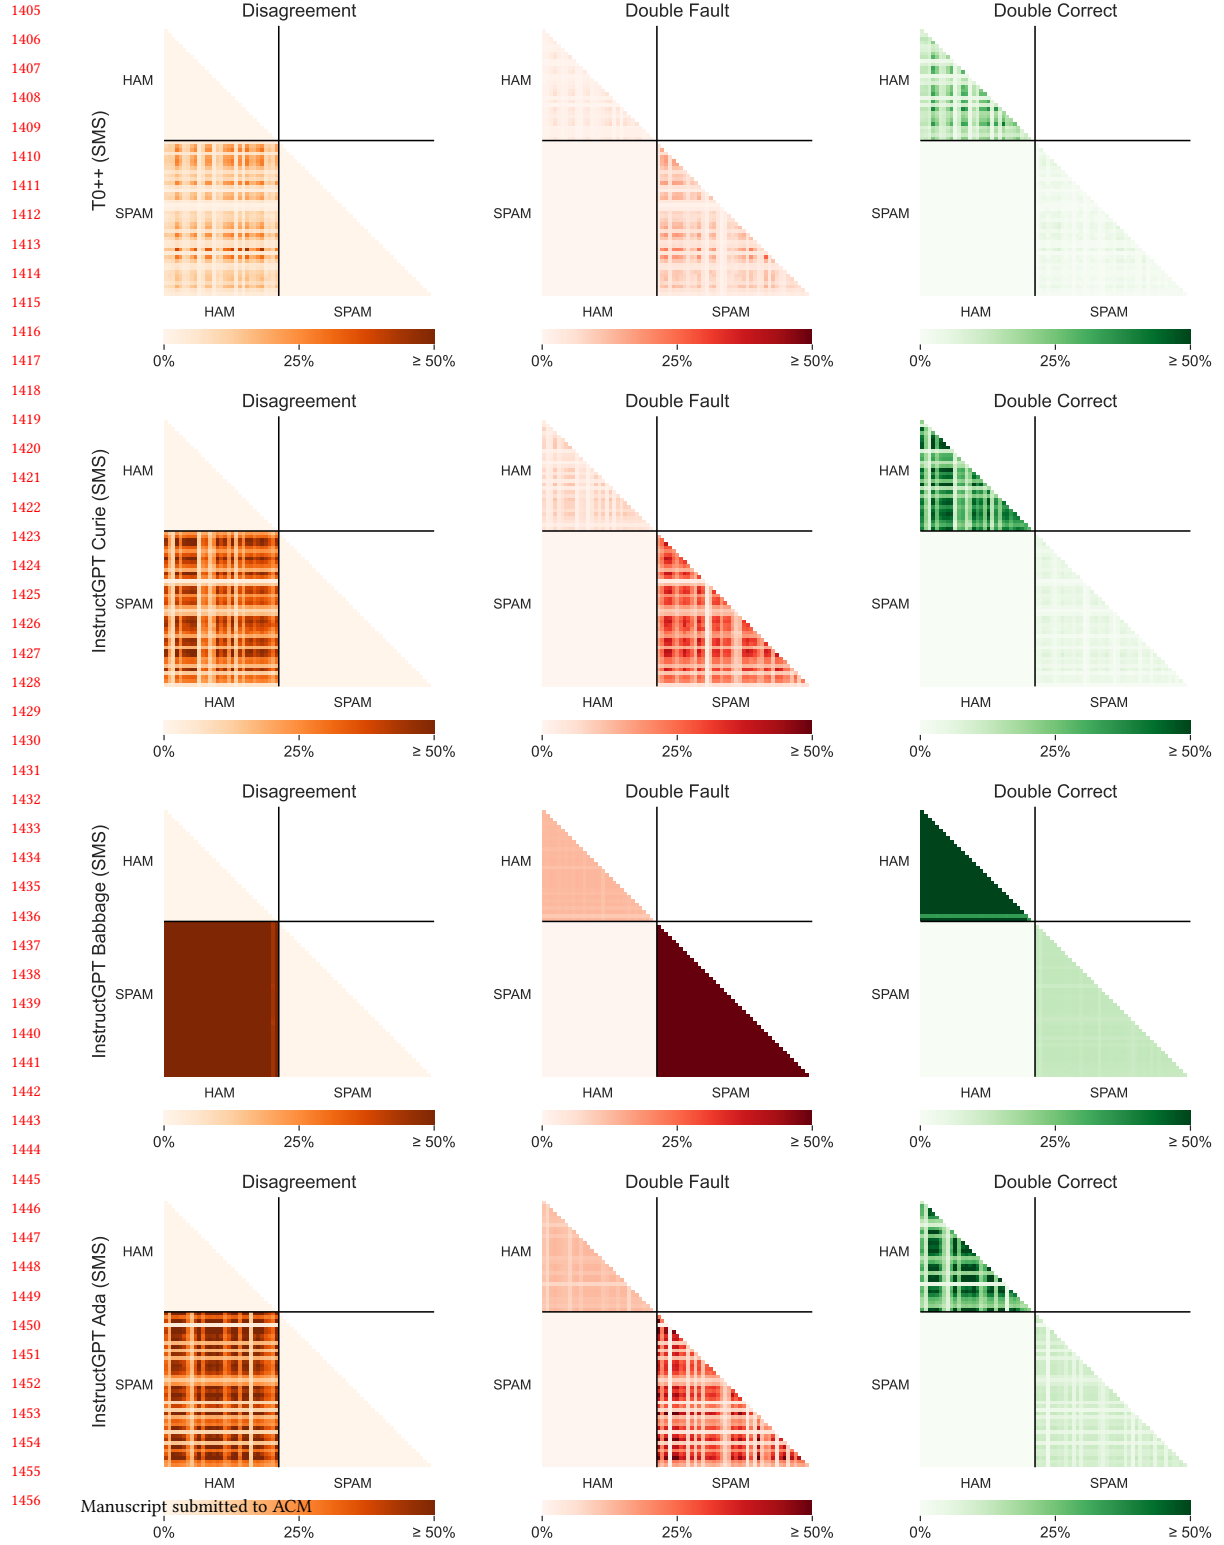 1405
Disagreement Double Fault Double Correct
1406
1407
HAM HAM HAM
1408
1409
T0++ (SMS)
1410
1411
1412
SPAM SPAM SPAM
1413
1414
1415
HAM SPAM HAM SPAM HAM SPAM
1416
1417
0% 25% ≥ 50% 0% 25% ≥ 50% 0% 25% ≥ 50%
1418
Disagreement Double Fault Double Correct
1419
1420
HAM HAM HAM
1421
1422
InstructGPT Curie (SMS)
1423
1424
1425
SPAM SPAM SPAM
1426
1427
1428
HAM SPAM HAM SPAM HAM SPAM
1429
1430
0% 25% ≥ 50% 0% 25% ≥ 50% 0% 25% ≥ 50%
1431
Disagreement Double Fault Double Correct
1432
1433
1434
HAM HAM HAM
1435
1436
InstructGPT Babbage (SMS)
1437
1438
SPAM SPAM SPAM
1439
1440
1441
1442
HAM SPAM HAM SPAM HAM SPAM
1443
1444
0% 25% ≥ 50% 0% 25% ≥ 50% 0% 25% ≥ 50%
1445
Disagreement Double Fault Double Correct
1446
1447
HAM HAM HAM
1448
1449
InstructGPT Ada (SMS)
1450
1451
1452
SPAM SPAM SPAM
1453
1454
1455
HAM SPAM HAM SPAM HAM SPAM
1456
Manuscript submitted to ACM
0% 25% ≥ 50% 0% 25% ≥ 50% 0% 25% ≥ 50%